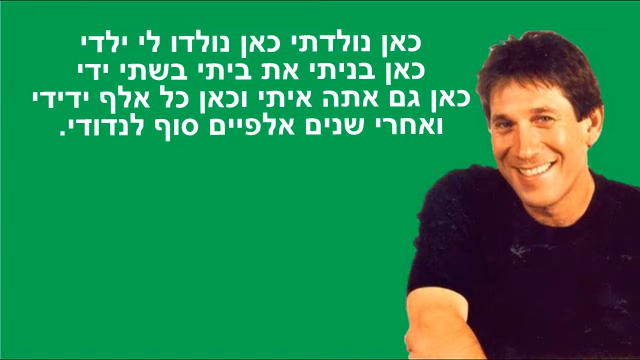 כאן נולדתי כאן נולדו לי ילדי
כאן בניתי את ביתי בשתי ידי
כאן גם אתה איתי וכאן כל אלף ידידי
ואחרי שנים אלפיים סוף לנדודי.